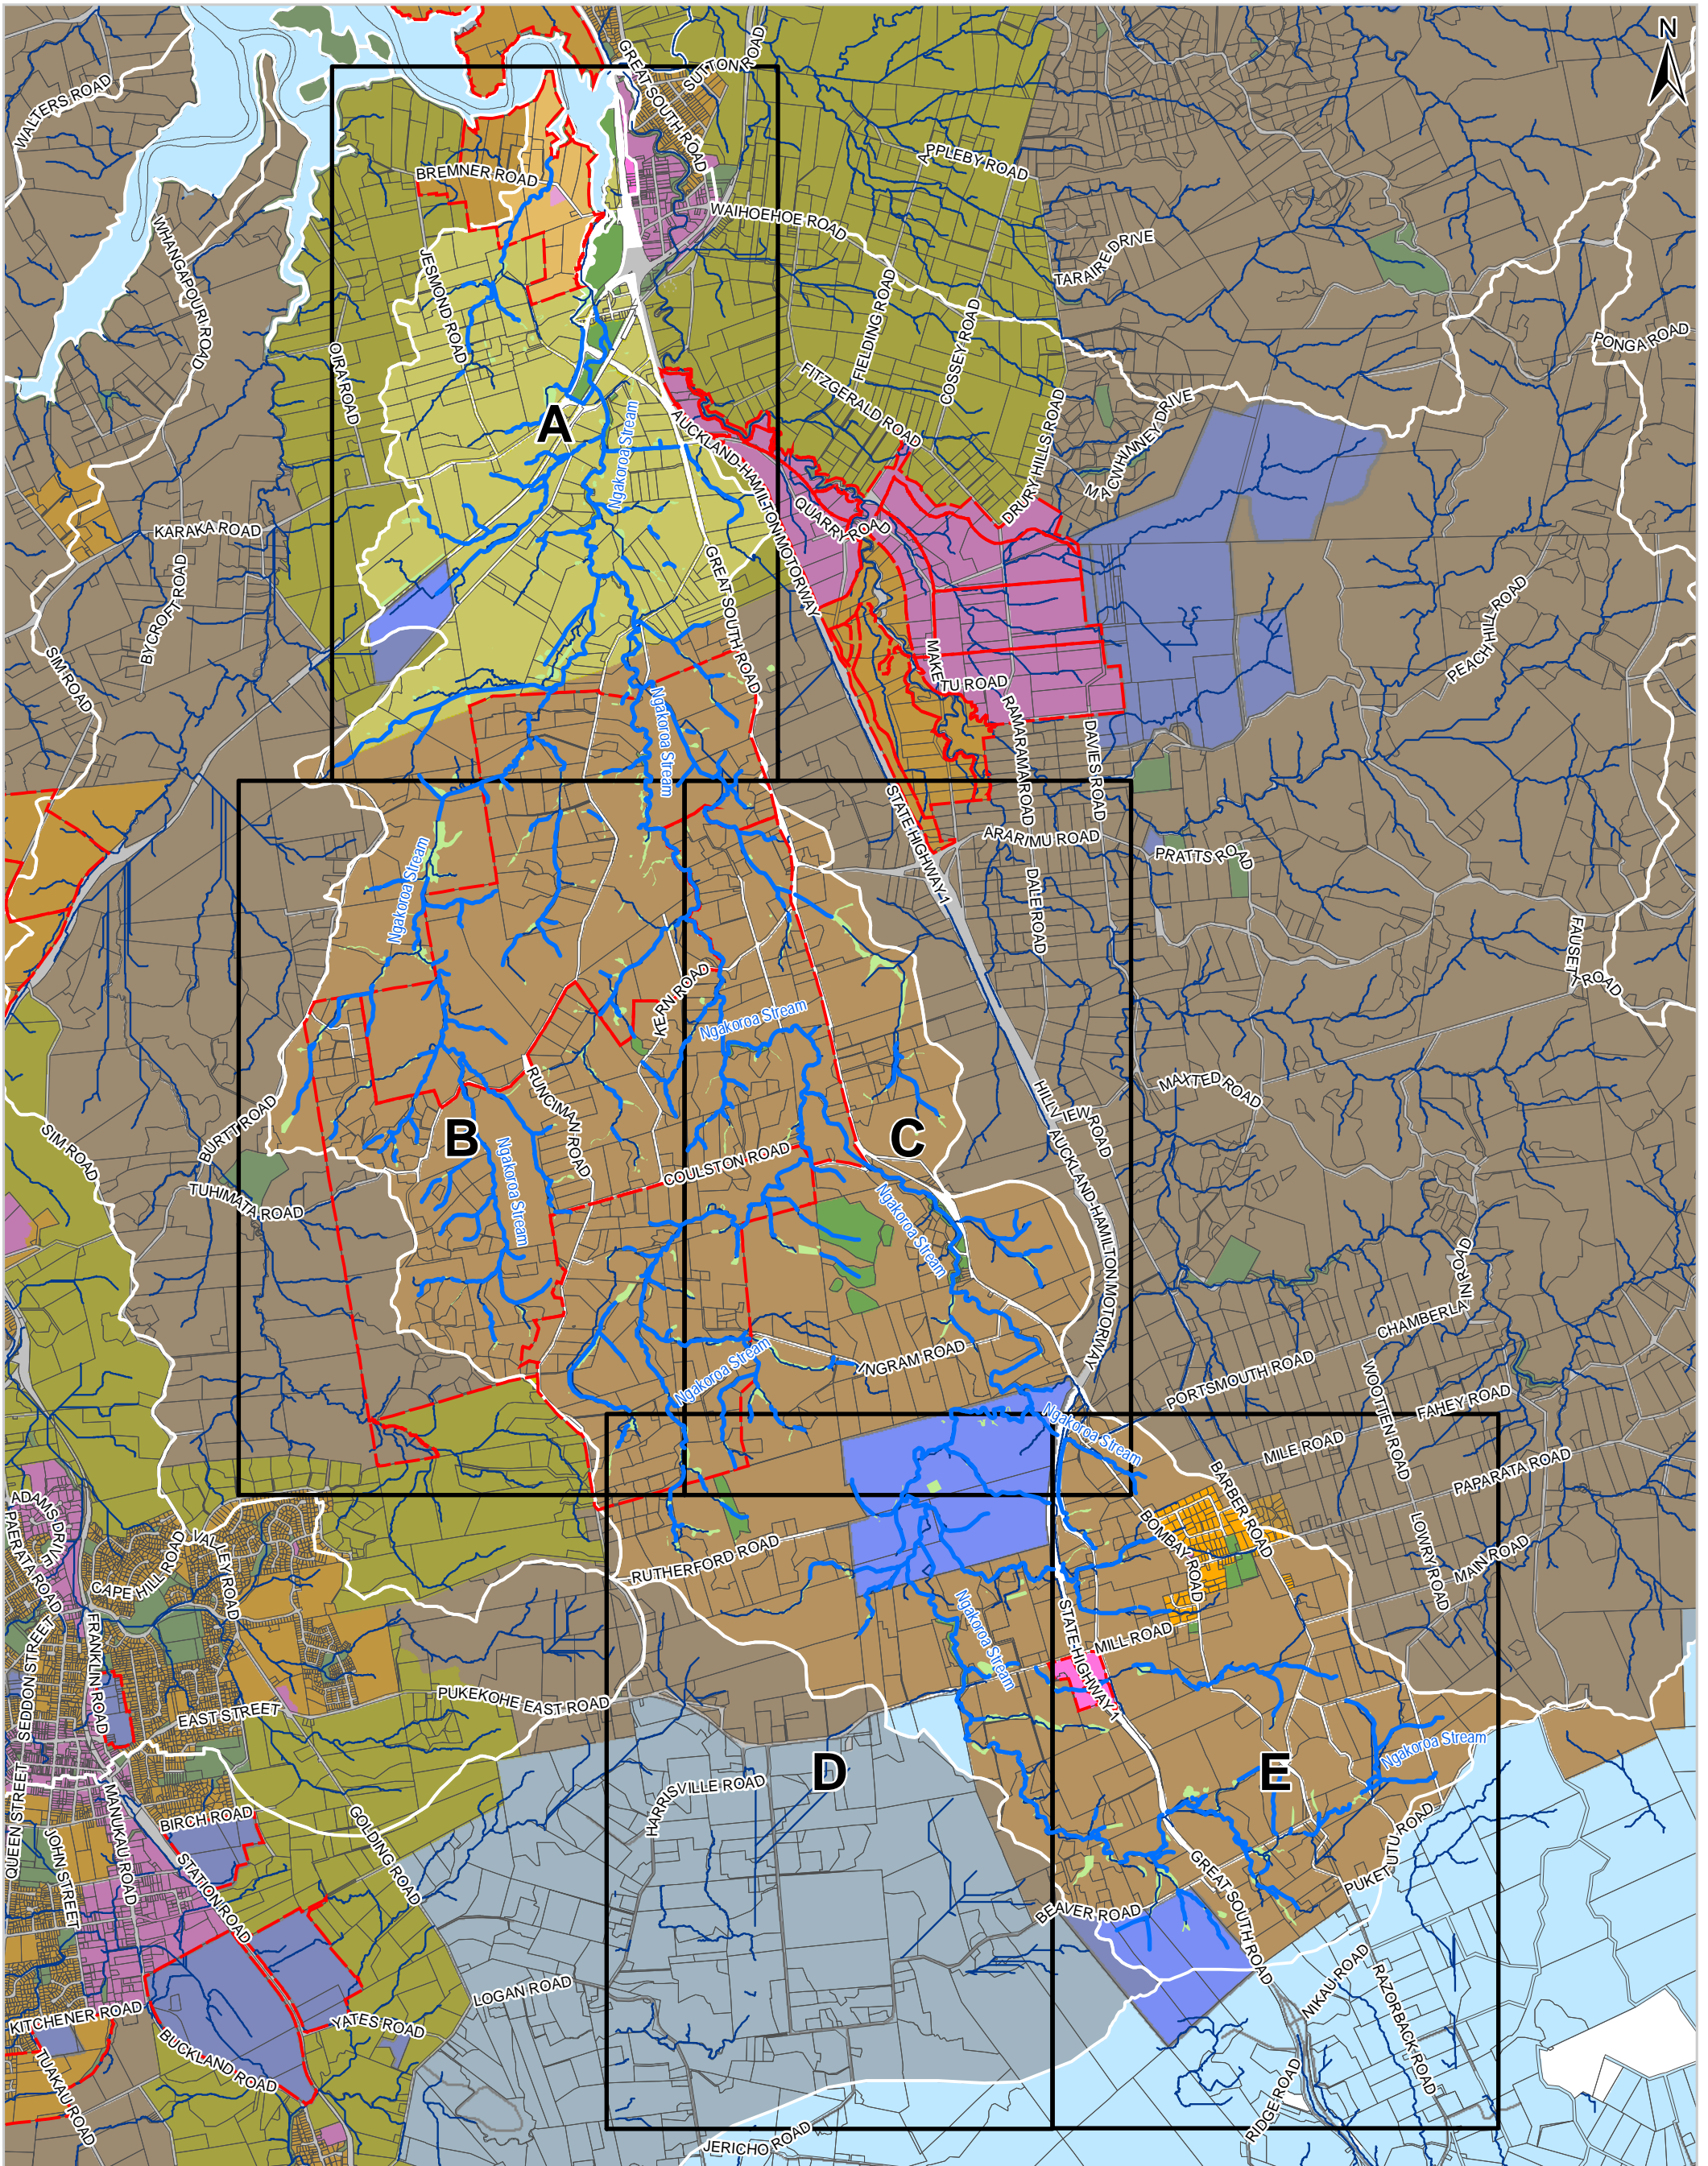 N
WALTERS ROAD
GREAT SOUTH ROAD
SUTTON ROAD
BREMNER ROAD
APPLEBY ROAD
WAIHOEHOE ROAD
WHANGAPOURI ROAD
JESMOND ROAD
TARAIRE DRIVE
FIELDING ROAD
COSSEY ROAD
PONGA ROAD
OIRA ROAD
FITZGERALD ROAD
A
Ngakoroa Stream
AUCKLAND-HAMILTON MOTORWAY
DRURY HILLS ROAD
MACWHINNEY DRIVE
KARAKA ROAD
QUARRY ROAD
BYCROFT ROAD
GREAT SOUTH ROAD
PEACH HILL ROAD
SIM ROAD
MAKETU ROAD
Ngakoroa Stream
RAMARAMA ROAD
DAVIES ROAD
STATE HIGHWAY 1
ARARIMU ROAD
PRATTS ROAD
Ngakoroa Stream
DALE ROAD
FAUSETT ROAD
KERN ROAD
Ngakoroa Stream
RUNCIMAN ROAD
MAXTED ROAD
HILLVIEW ROAD
BURTT ROAD
SIM ROAD
B
C
AUCKLAND-HAMILTON MOTORWAY
Ngakoroa Stream
COULSTON ROAD
TUHIMATA ROAD
Ngakoroa Stream
CHAMBERLAIN ROAD
INGRAM ROAD
Ngakoroa Stream
PORTSMOUTH ROAD
WOOTTEN ROAD
FAHEY ROAD
Ngakoroa Stream
MILE ROAD
BARBER ROAD
PAPARATA ROAD
ADAMS DRIVE
PAERATA ROAD
VALLEY ROAD
CAPE HILL ROAD
BOMBAY ROAD
LOWRY ROAD
MAIN ROAD
RUTHERFORD ROAD
Ngakoroa Stream
STATE HIGHWAY 1
MILL ROAD
SEDDON STREET
FRANKLIN ROAD
EAST STREET
PUKEKOHE EAST ROAD
Ngakoroa Stream
D
E
HARRISVILLE ROAD
QUEEN STREET
MANUKAU ROAD
BIRCH ROAD
GOLDING ROAD
JOHN STREET
STATION ROAD
PUKETUTU ROAD
GREAT SOUTH ROAD
BEAVER ROAD
LOGAN ROAD
NIKAU ROAD
RAZORBACK ROAD
KITCHENER ROAD
YATES ROAD
BUCKLAND ROAD
TUAKAU ROAD
RIDGE ROAD
JERICHO ROAD